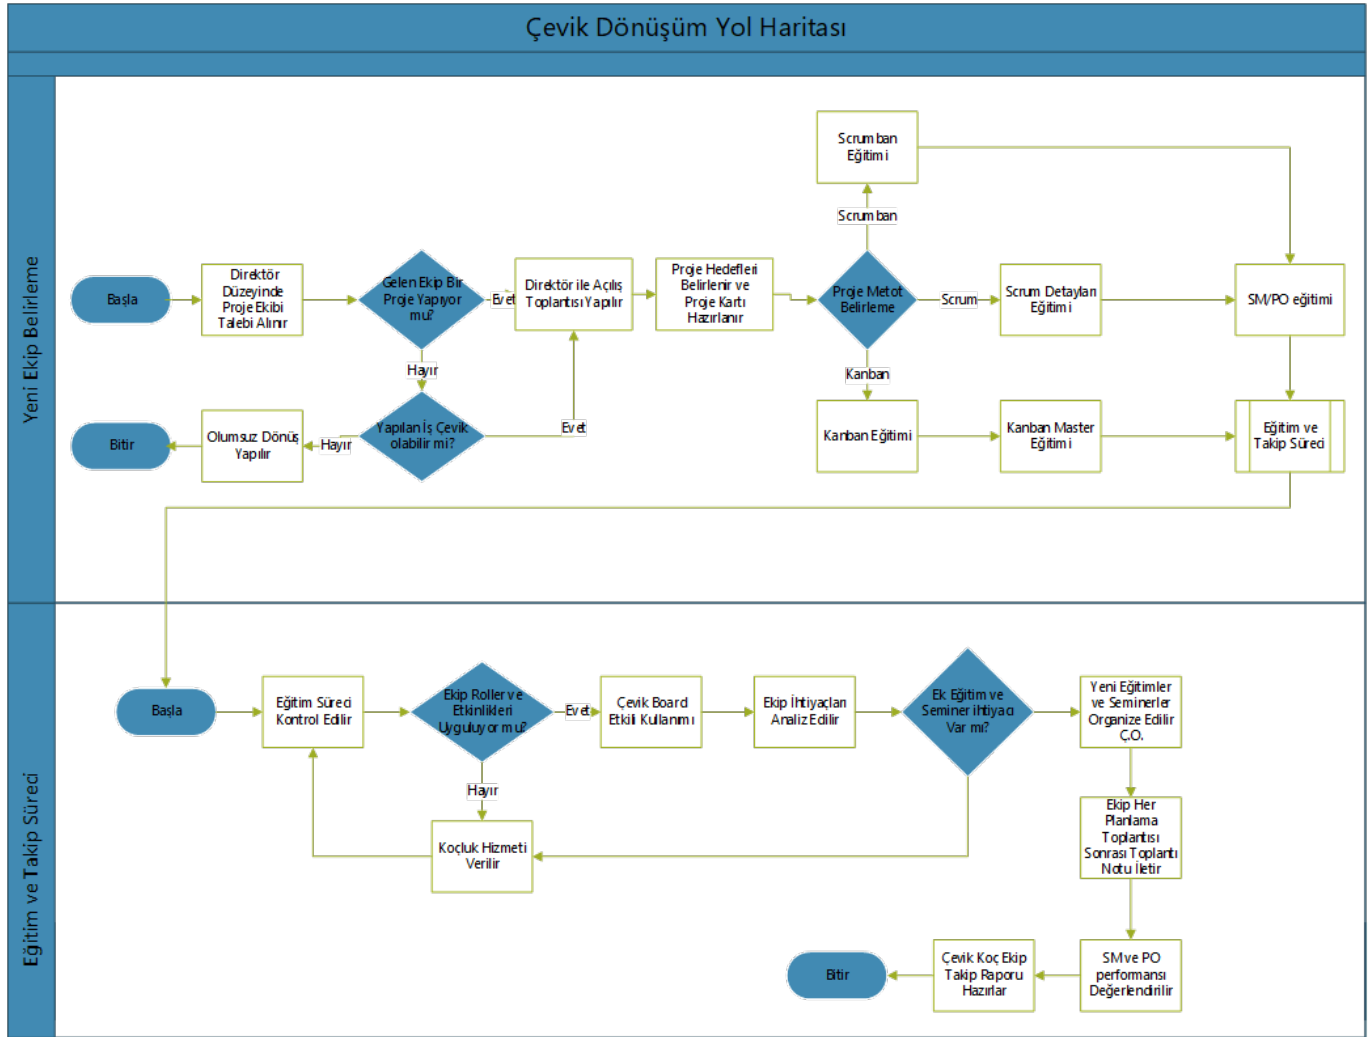 Çevik Dönüşüm Yol Haritası
Yeni Ekip Belirleme
Scrumban
Eğitimi
Scrumban
Başla
Direktör
Düzeyinde
Proje Ekibi
Talebi Alınır
Gelen Ekip Bir
Proje Yapıyor
mu?
Evet
Direktör ile Açılış
Toplantısı Yapılır
Proje Hedefleri
Belirlenir ve
Proje Kartı
Hazırlanır
Proje Metot
Belirleme
Scrum
Scrum Detayları
Eğitimi
SM/PO eğitimi
Hayır
Kanban
Bitir
Olumsuz Dönüş
Yapılır
Hayır
Yapılan İş Çevik
olabilir mi?
Evet
Kanban Eğitimi
Kanban Master
Eğitimi
Eğitim ve
Takip Süreci
Eğitim ve Takip Süreci
Başla
Eğitim Süreci
Kontrol Edilir
Ekip Roller ve
Etkinlikleri
Uyguluyor mu?
Evet
Çevik Board
Etkili Kullanımı
Ekip İhtiyaçları
Analiz Edilir
Ek Eğitim ve
Seminer ihtiyacı
Var mı?
Yeni Eğitimler
ve Seminerler
Organize Edilir
Ç.O.
Hayır
Koçluk Hizmeti
Verilir
Ekip Her
Planlama
Toplantısı
Sonrası Toplantı
Notu İletir
Bitir
Çevik Koç Ekip
Takip Raporu
Hazırlar
SM ve PO
performansı
Değerlendirilir